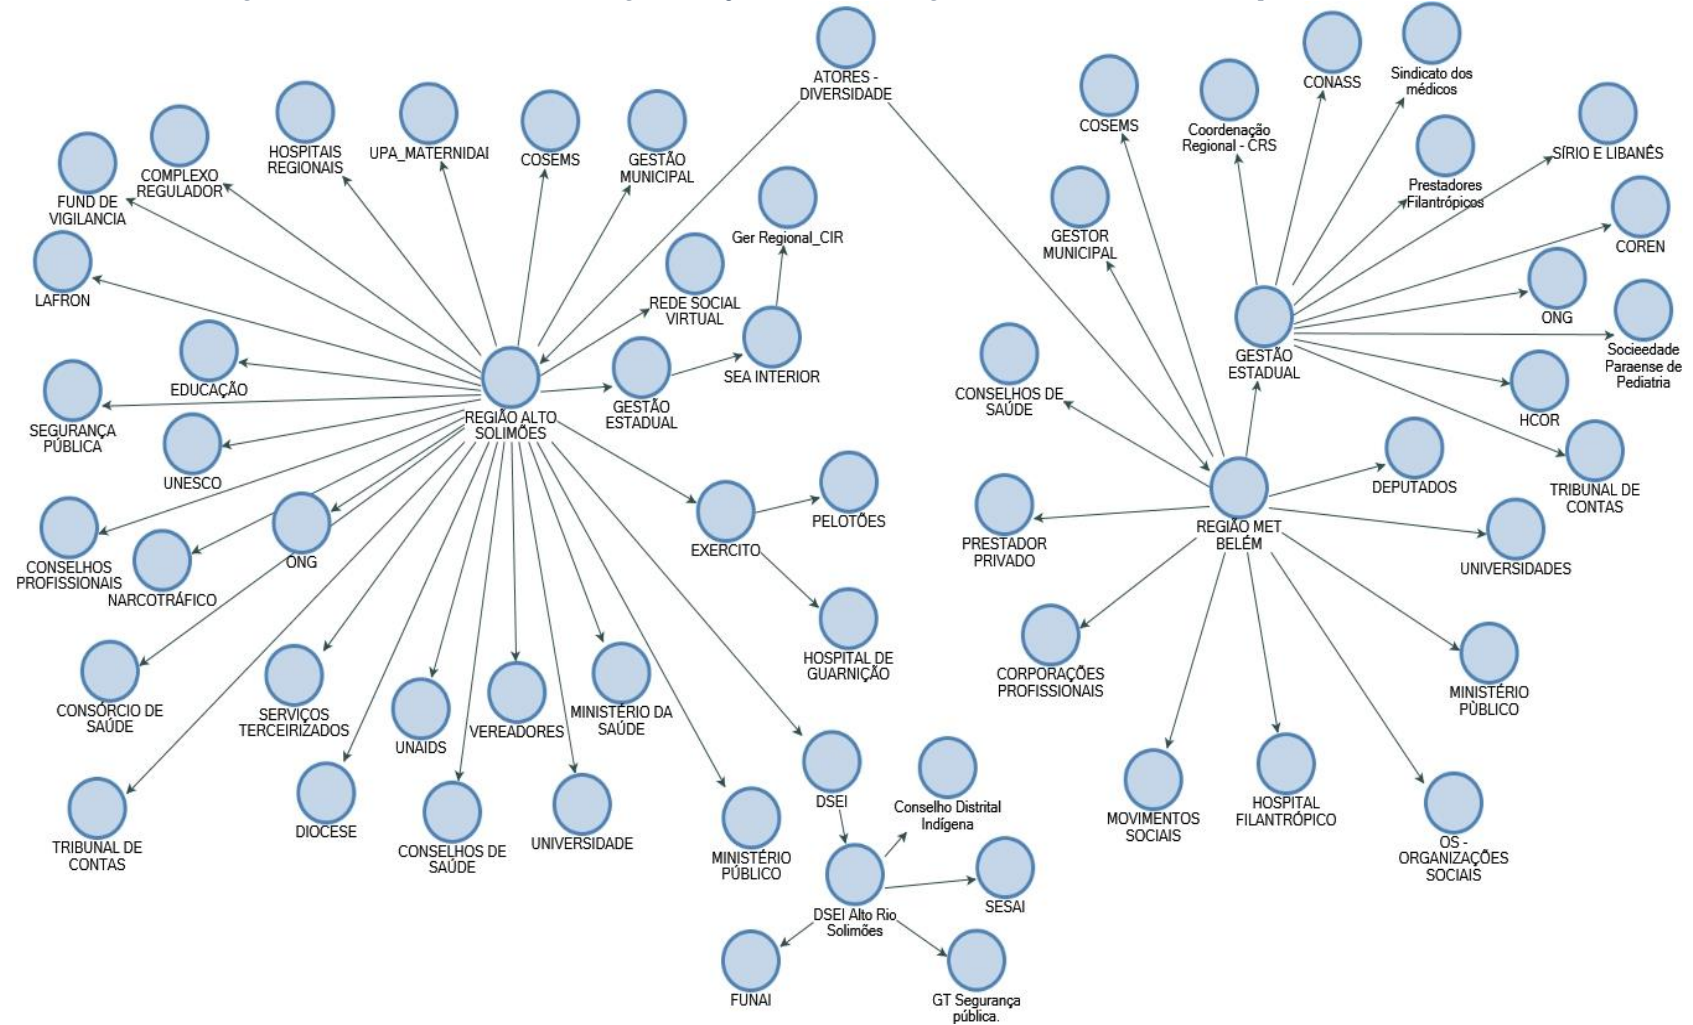 ATORES -
DIVERSIDADE
FUND DE
VIGILANCIA
COMPLEXO
REGULADOR
HOSPITAIS
REGIONAIS
UPA_MATERNIDAI
COSEMS
GESTÃO
MUNICIPAL
Ger Regional_CIR
LAFRON
REDE SOCIAL
VIRTUAL
SEA INTERIOR
EDUCAÇÃO
GESTÃO
ESTADUAL
REGIÃO ALTO
SOLIMÕES
SEGURANÇA
PÚBLICA
UNESCO
CONSELHOS
PROFISSIONAIS
NARCOTRÁFICO
ONG
EXERCITO
PELOTÕES
HOSPITAL DE
GUARNIÇÃO
CONSÓRCIO DE
SAÚDE
SERVIÇOS
TERCEIRIZADOS
UNAIDS
VEREADORES
MINISTÉRIO DA
SAÚDE
TRIBUNAL DE
CONTAS
DIOCESE
CONSELHOS DE
SAÚDE
UNIVERSIDADE
MINISTÉRIO
PÚBLICO
DSEI
Conselho Distrital
Indígena
DSEI Alto Rio
Solimões
SESAI
FUNAI
GT Segurança
pública.
COSEMS
Coordenação
Regional - CRS
CONASS
Sindicato dos
médicos
SÍRIO E LIBANÊS
Prestadores
Filantrópicos
GESTOR
MUNICIPAL
COREN
ONG
GESTÃO
ESTADUAL
Socieedade
Paraense de
Pediatria
CONSELHOS DE
SAÚDE
HCOR
DEPUTADOS
TRIBUNAL DE
CONTAS
REGIÃO MET
BELÉM
PRESTADOR
PRIVADO
UNIVERSIDADES
CORPORAÇÕES
PROFISSIONAIS
MINISTÉRIO
PÙBLICO
MOVIMENTOS
SOCIAIS
HOSPITAL
FILANTRÓPICO
OS -
ORGANIZAÇÕES
SOCIAIS